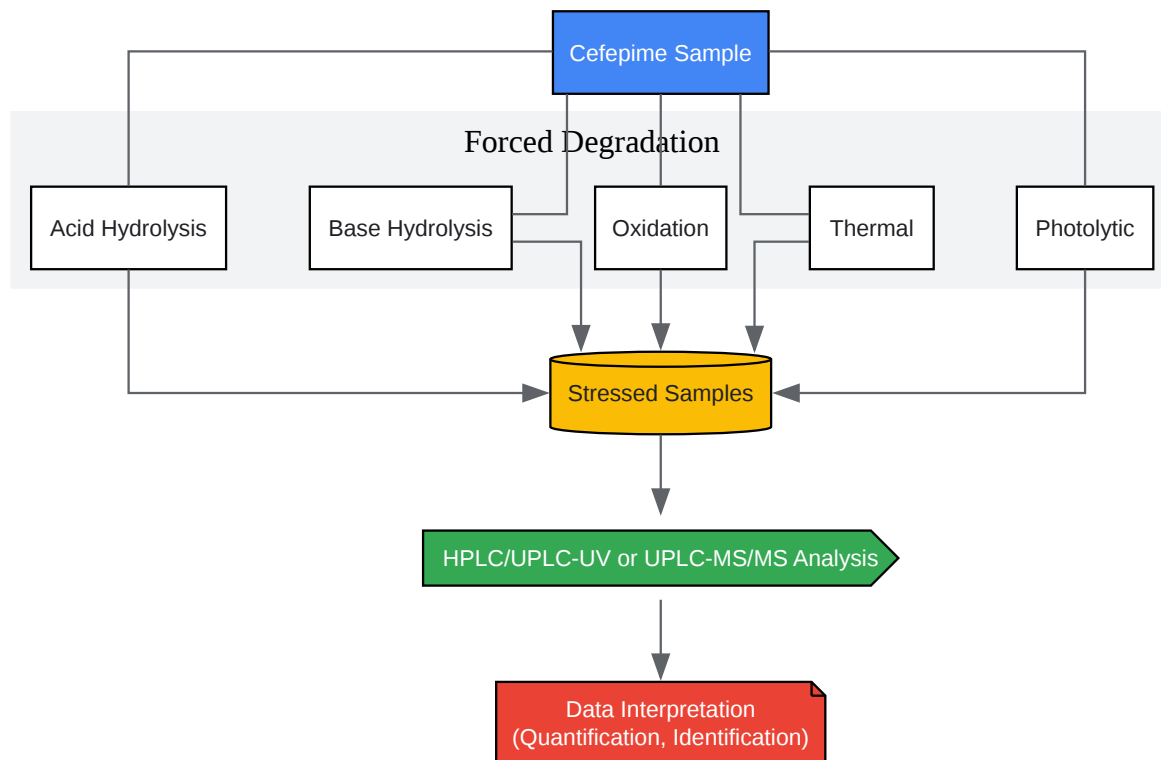 Cefepime Sample
Forced Degradation
Acid Hydrolysis
Base Hydrolysis
Oxidation
Thermal
Photolytic
Stressed Samples
HPLC/UPLC-UV or UPLC-MS/MS Analysis
Data Interpretation
(Quantification, Identification)